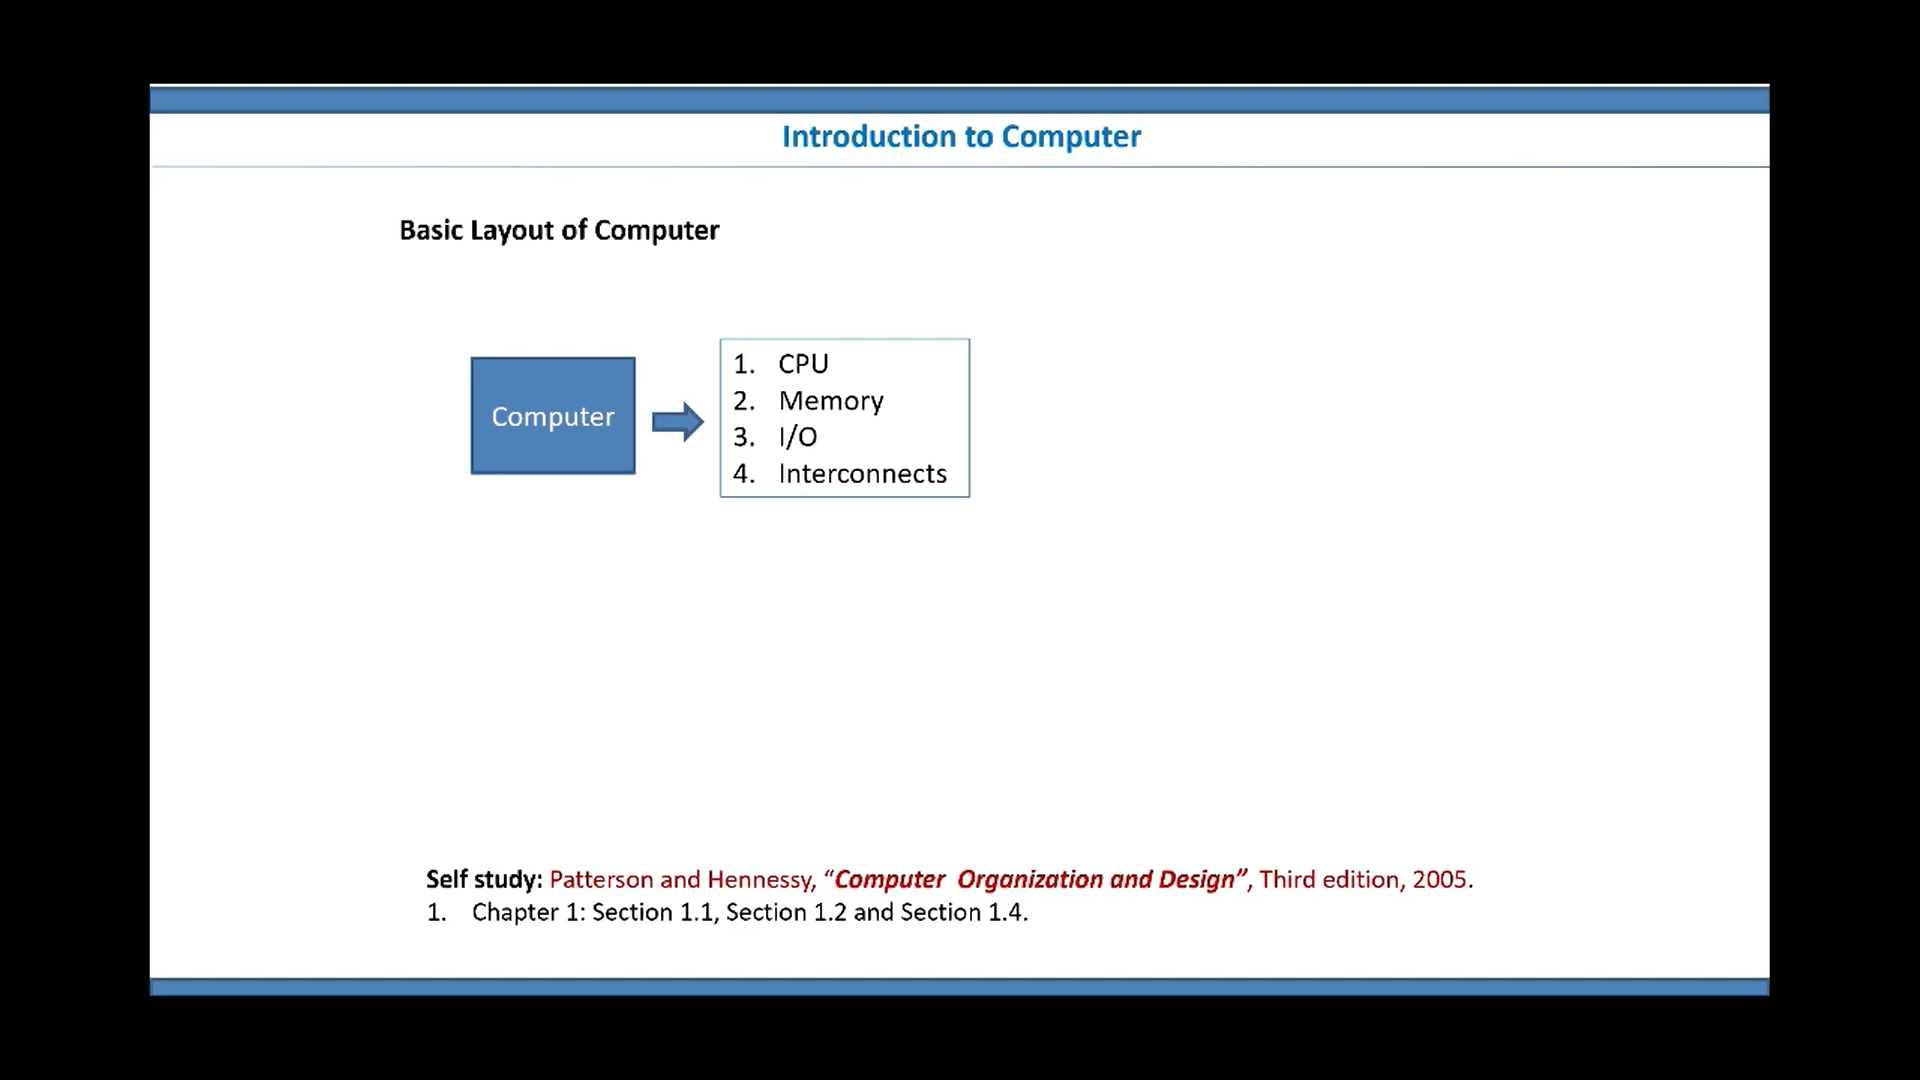 Introduction to Computer
Basic Layout of Computer
Computer
1. CPU
2. Memory
3. I/O
4. Interconnects
Self study: Patterson and Hennessy, “Computer Organization and Design”, Third edition, 2005.
1. Chapter 1: Section 1.1, Section 1.2 and Section 1.4.